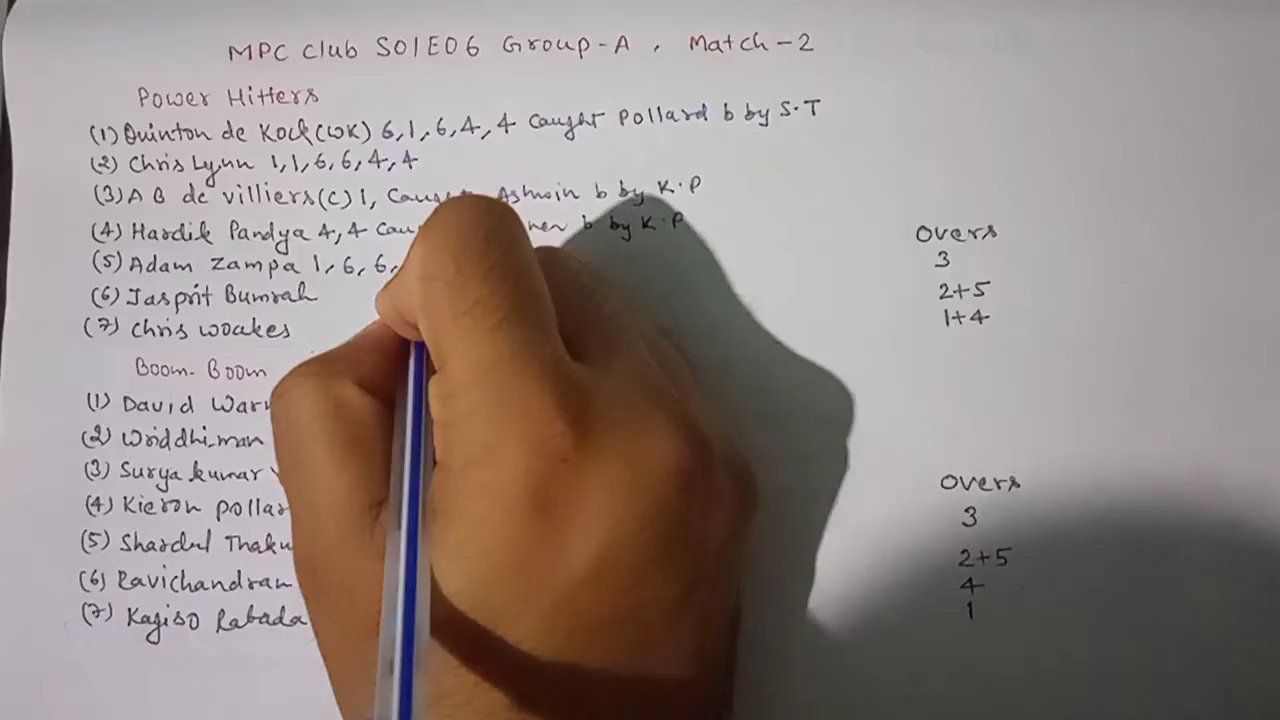 MPC Club S01E06 Group-A, Match-2
Power Hitters
(1) Quinton de Kock(WK) 6,1,6,4,4 Caught Pollard b by S.T
(2) Chris Lynn 1,1,6,6,4,4
(3) A B de villiers(C) 1, Caught Ashwin b by K.P
(4) Hardik Pandya 4,4 b by K.P
Overs
(5) Adam Zampa 1,6,6,
3
(6) Jasprit Bumrah
2+5
(7) Chris Woakes
1+4
Boom-Boom
(1) David
(2) Wriddhiman
(3) Surya kumar
Overs
(4) Kieron
3
(5) Shardul
2+5
(6) Ravichandran
4
(7) Kagiso Rabada
1